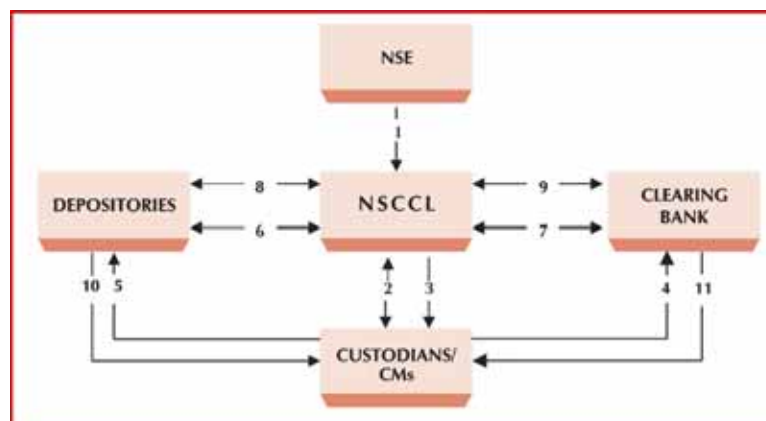 NSE
1
DEPOSITORIES
8
6
NSCCL
9
7
CLEARING
BANK
10
5
2
3
4
11
CUSTODIANS/
CMs